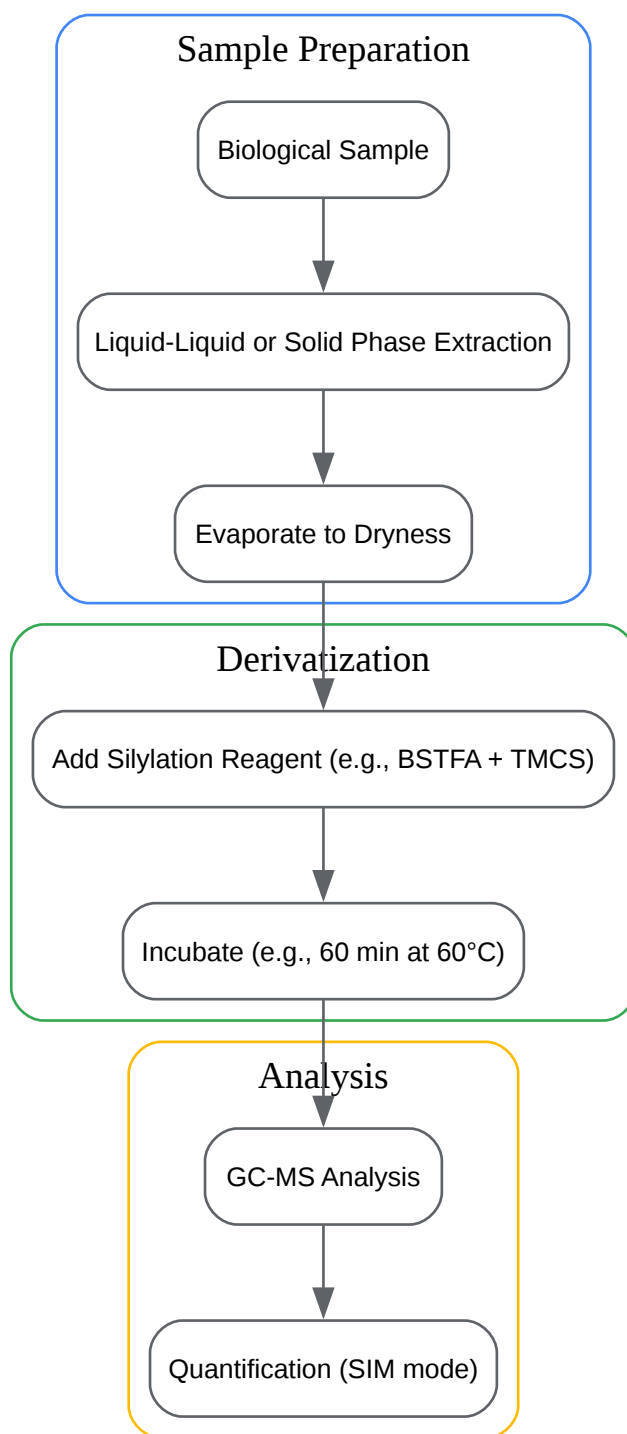 Sample Preparation
Biological Sample
Liquid-Liquid or Solid Phase Extraction
Evaporate to Dryness
Derivatization
Add Silylation Reagent (e.g., BSTFA + TMCS)
Incubate (e.g., 60 min at 60°C)
Analysis
GC-MS Analysis
Quantification (SIM mode)